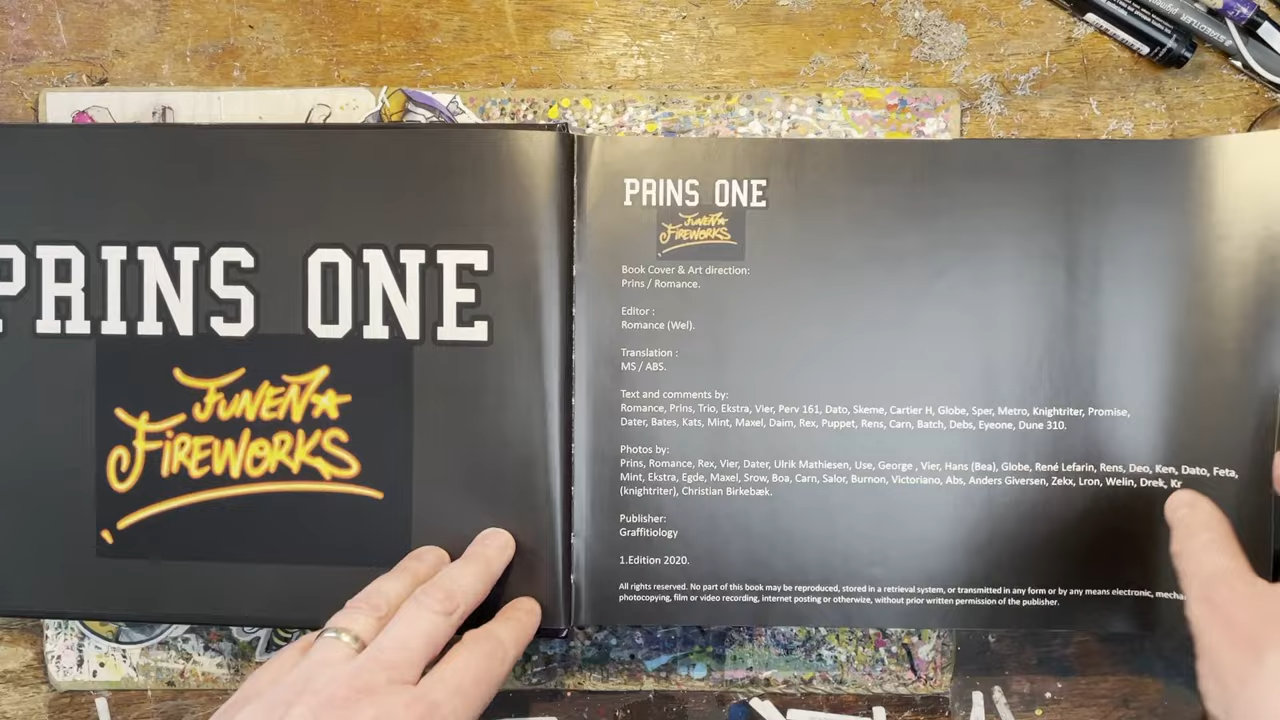 PRINS ONE
FUNEN
FIREWORKS
PRINS ONE
FUNEN
FIREWORKS
Book Cover & Art direction:
Prins / Romance.
Editor :
Romance (Wel).
Translation :
MS / ABS.
Text and comments by:
Romance, Prins, Trio, Ekstra, Vier, Perv 161, Dato, Skeme, Cartier H, Globe, Sper, Metro, Knightriter, Promise,
Dater, Bates, Kats, Mint, Maxel, Daim, Rex, Puppet, Rens, Carn, Batch, Debs, Eyeone, Dune 310.
Photos by:
Prins, Romance, Rex, Vier, Dater, Ulrik Mathiesen, Use, George , Vier, Hans (Bea), Globe, René Lefarin, Rens, Deo, Ken, Dato, Feta,
Mint, Ekstra, Egde, Maxel, Srow, Boa, Carn, Salor, Burnon, Victoriano, Abs, Anders Giversen, Zekx, Lron, Welin, Drek, Kr
(knightriter), Christian Birkebæk.
Publisher:
Graffitiology
1.Edition 2020.
All rights reserved. No part of this book may be reproduced, stored in a retrieval system, or transmitted in any form or by any means electronic, mecha
photocopying, film or video recording, internet posting or otherwise, without prior written permission of the publisher.
STAEDTLER